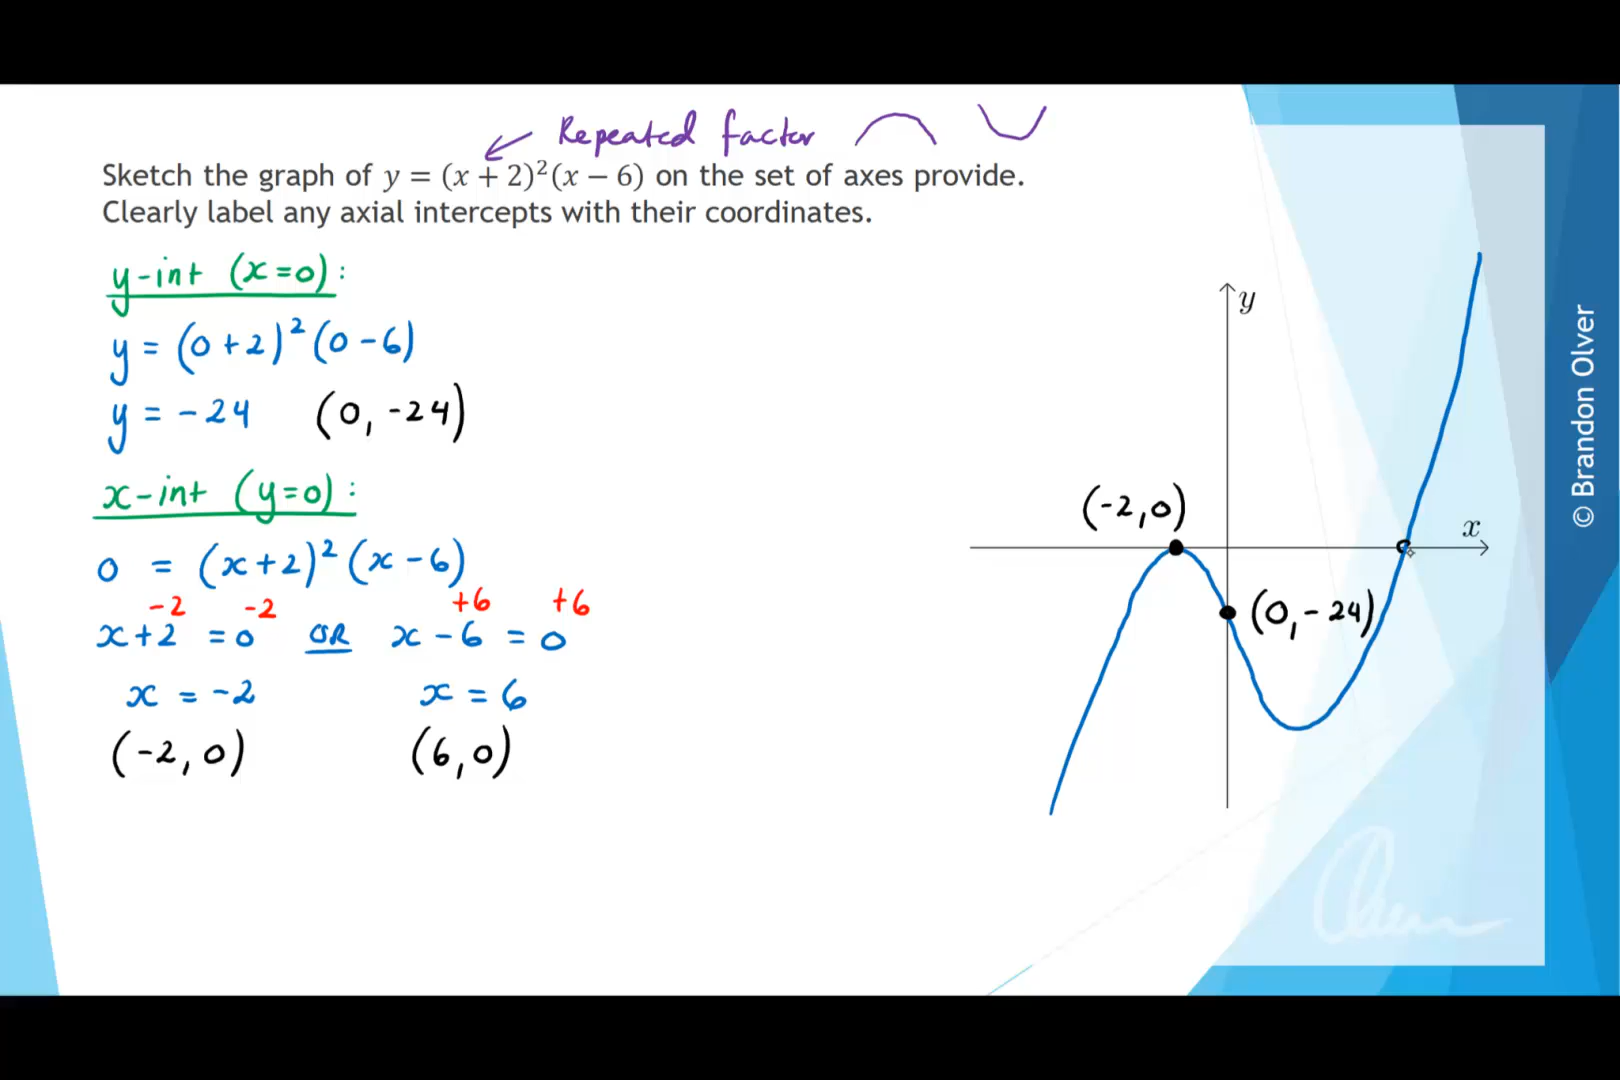 Repeated factor
Sketch the graph of y = (x + 2)²(x − 6) on the set of axes provide.
Clearly label any axial intercepts with their coordinates.
y-int (x=0):
y = (0+2)²(0-6)
y = -24 (0, -24)
x-int (y=0):
0 = (x+2)²(x-6)
-2 -2 +6 +6
x+2 = 0 OR x-6 = 0
x = -2 x = 6
(-2, 0) (6, 0)
y
(-2, 0)
x
(0, -24)
© Brandon Olver